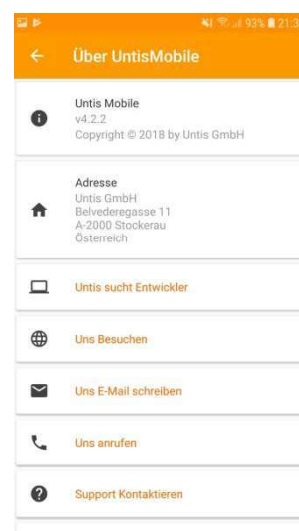 93% 21:3
Über UntisMobile
Untis Mobile
v4.2.2
Copyright © 2018 by Untis GmbH
Adresse
Untis GmbH
Belvederegasse 11
A-2000 Stockerau
Österreich
Untis sucht Entwickler
Uns Besuchen
Uns E-Mail schreiben
Uns anrufen
Support Kontaktieren